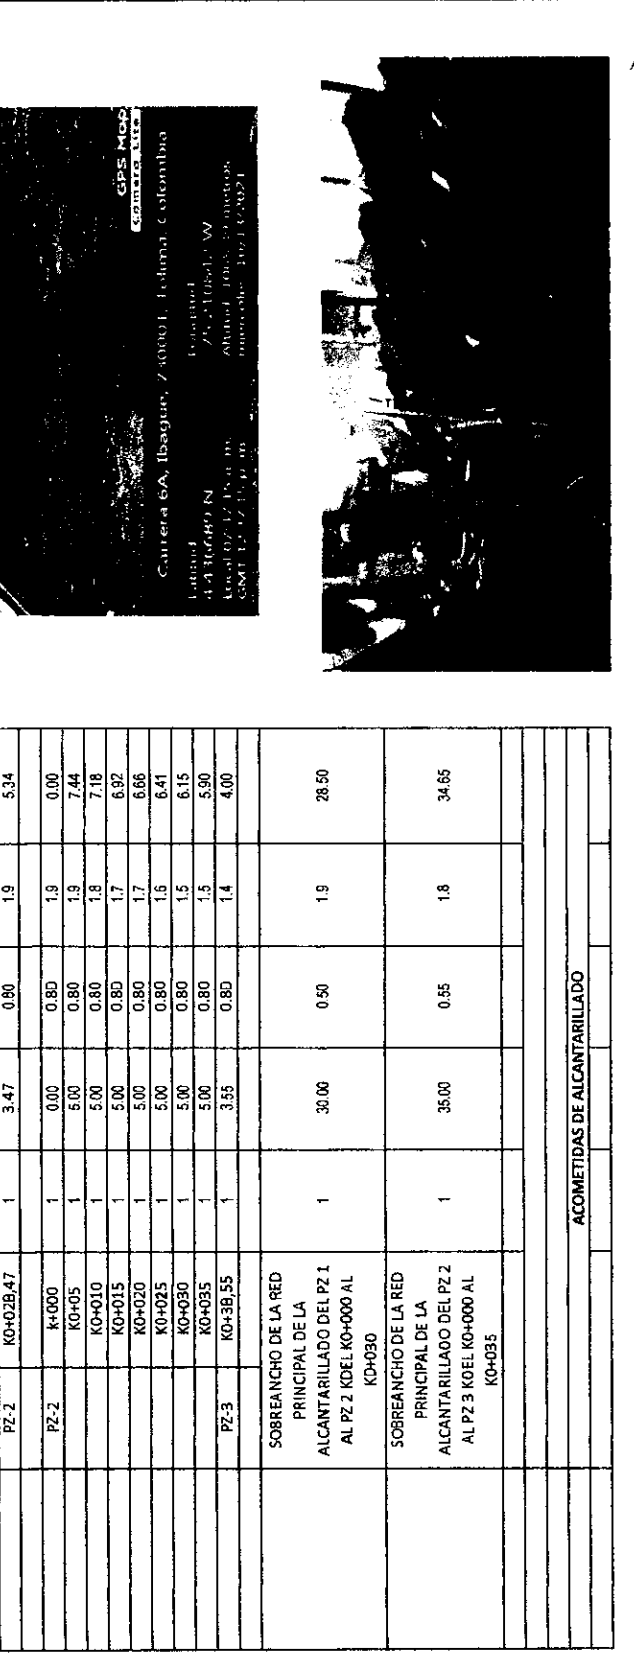 PZ-2 K0+028,47 1 3.47 0.80 1.9 5.34
PZ-2 k+000 1 0.00 0.80 1.9 0.00
K0+05 1 5.00 0.80 1.9 7.44
K0+010 1 5.00 0.80 1.8 7.18
K0+015 1 5.00 0.80 1.7 6.92
K0+020 1 5.00 0.80 1.7 6.66
K0+025 1 5.00 0.80 1.6 6.41
K0+030 1 5.00 0.80 1.5 6.15
K0+035 1 5.00 0.80 1.5 5.90
PZ-3 K0+38,55 1 3.55 0.80 1.4 4.00
SOBREANCHO DE LA RED
PRINCIPAL DE LA
ALCANTARILLADO DEL PZ 1
AL PZ 2 KDEL K0+000 AL
KD+030
1 30.00 0.50 1.9 28.50
SOBREANCHO DE LA RED
PRINCIPAL DE LA
ALCANTARILLADO DEL PZ 2
AL PZ 3 KDEL K0+000 AL
K0+035
1 35.00 0.55 1.8 34.65
ACOMETIDAS DE ALCANTARILLADO
GPS Map
Camera Lite
Carrera 6A, Ibague, 730001, Tolima, Colombia